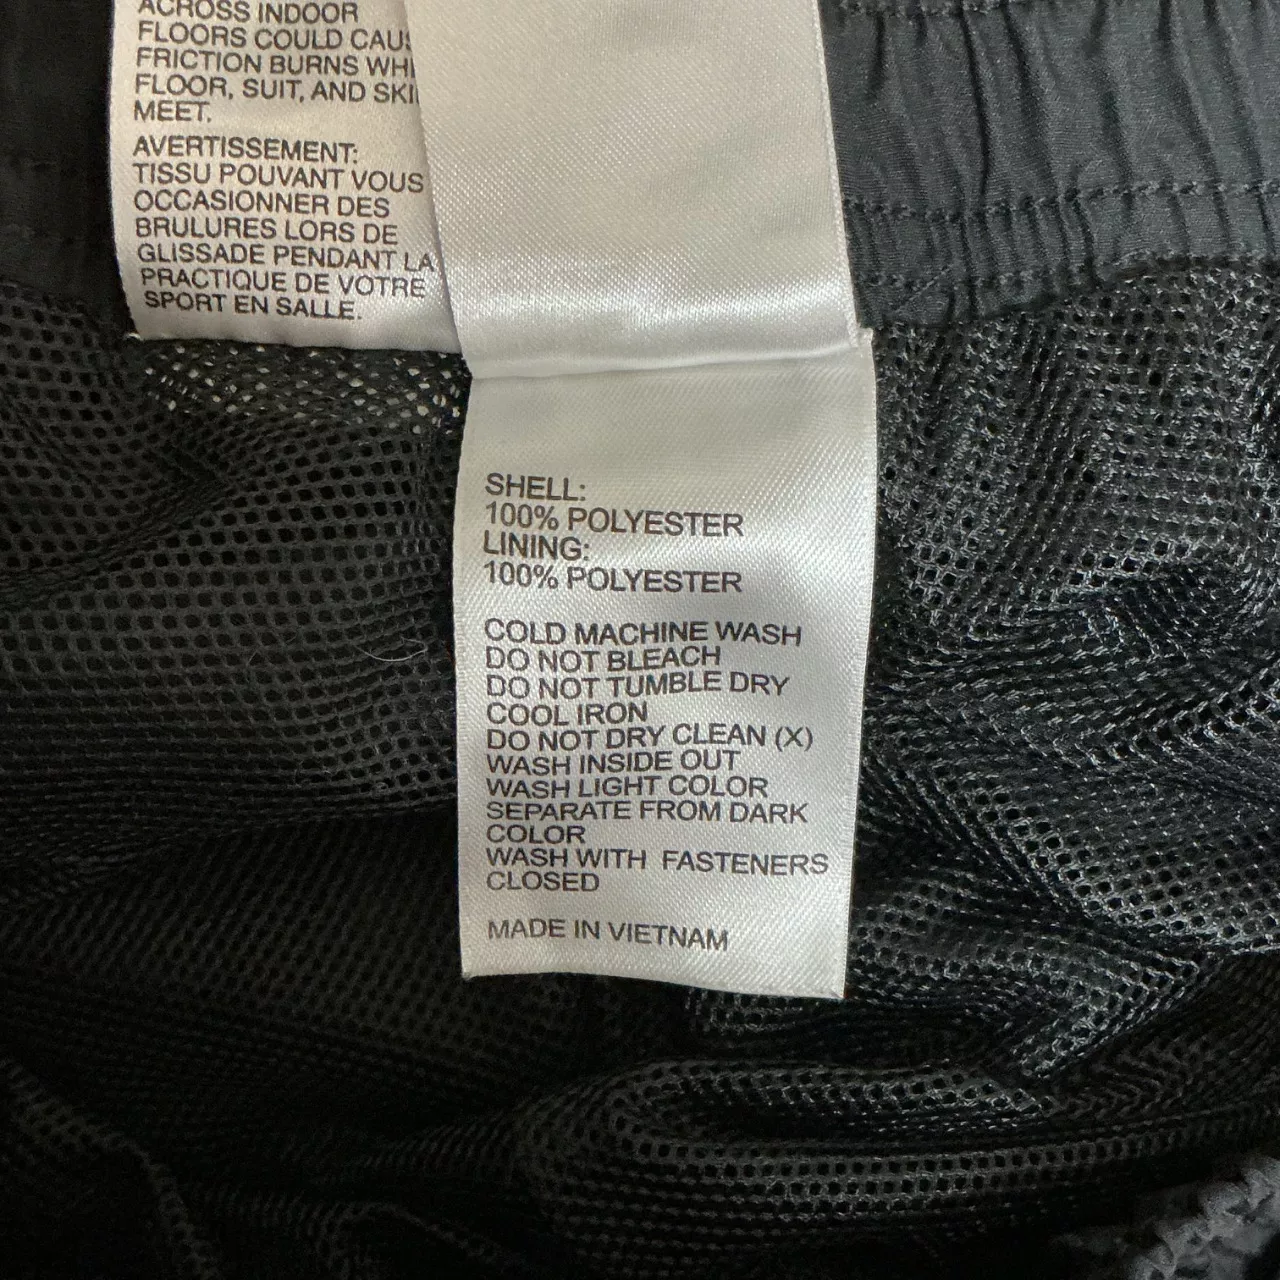 ACROSS INDOOR
FLOORS COULD
FRICTION BURNS
FLOOR, SUIT, AND
MEET.
AVERTISSEMENT:
TISSU POUVANT VOUS
OCCASIONNER DES
BRULURES LORS DE
GLISSADE PENDANT LA
PRACTIQUE DE VOTRE
SPORT EN SALLE.
SHELL:
100% POLYESTER
LINING:
100% POLYESTER
COLD MACHINE WASH
DO NOT BLEACH
DO NOT TUMBLE DRY
COOL IRON
DO NOT DRY CLEAN (X)
WASH INSIDE OUT
WASH LIGHT COLOR
SEPARATE FROM DARK
COLOR
WASH WITH FASTENERS
CLOSED
MADE IN VIETNAM